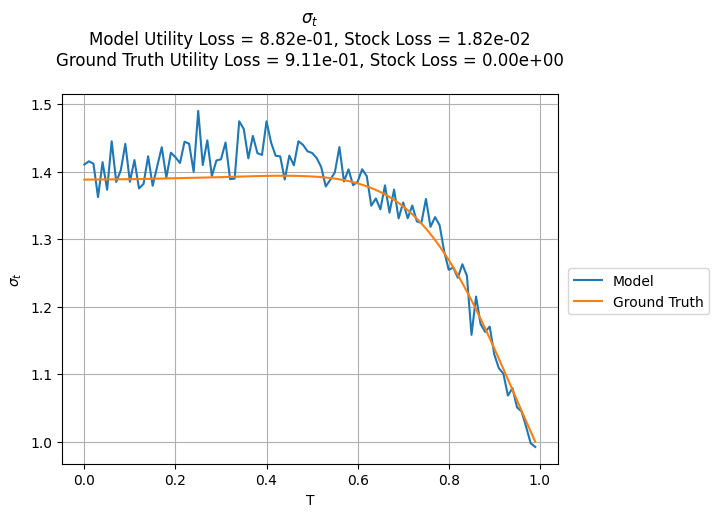 σt
Model Utility Loss = 8.82e-01, Stock Loss = 1.82e-02
Ground Truth Utility Loss = 9.11e-01, Stock Loss = 0.00e+00
1.5
1.4
1.3
1.2
1.1
1.0
σt
0.0 0.2 0.4 0.6 0.8 1.0
T
Model
Ground Truth